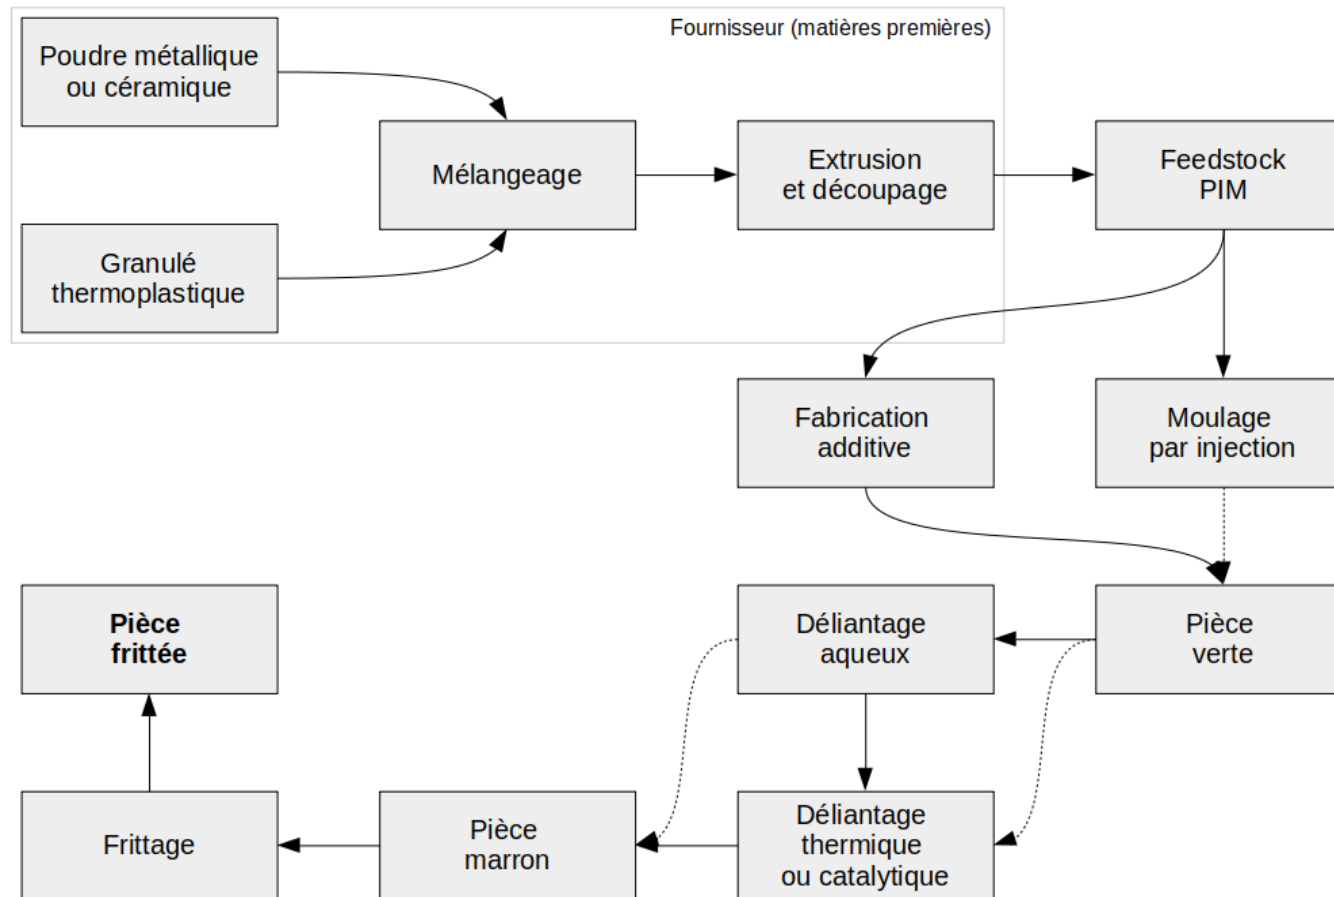 Fournisseur (matières premières)
Poudre métallique
ou céramique
Mélangeage
Extrusion
et découpage
Feedstock
PIM
Granulé
thermoplastique
Fabrication
additive
Moulage
par injection
Pièce
frittée
Déliantage
aqueux
Pièce
verte
Frittage
Pièce
marron
Déliantage
thermique
ou catalytique